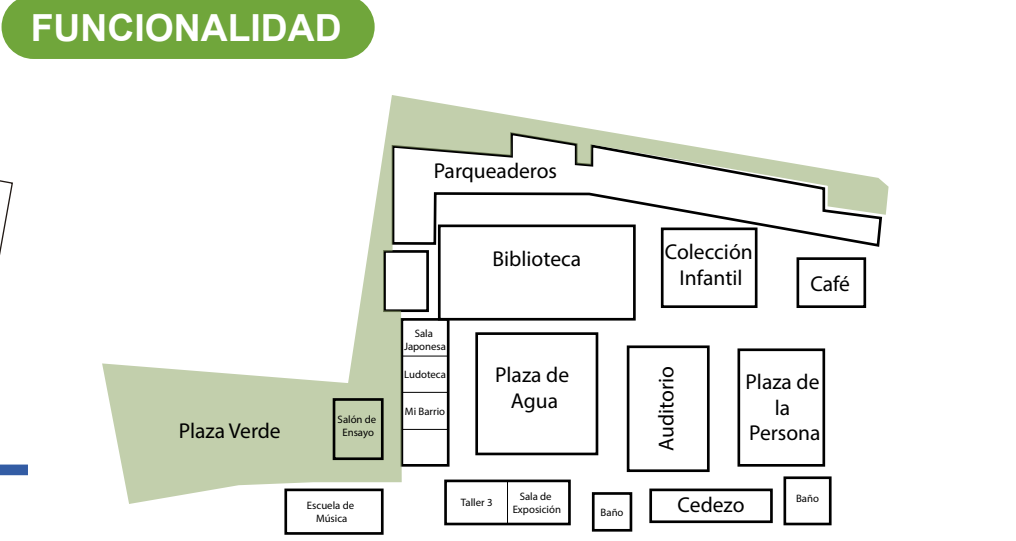 FUNCIONALIDAD
Parqueaderos
Biblioteca
Colección
Infantil
Café
Sala
Japonesa
Ludoteca
Mi Barrio
Plaza de
Agua
Auditorio
Plaza de
la
Persona
Plaza Verde
Salón de
Ensayo
Escuela de
Música
Taller 3
Sala de
Exposición
Baño
Cedezo
Baño